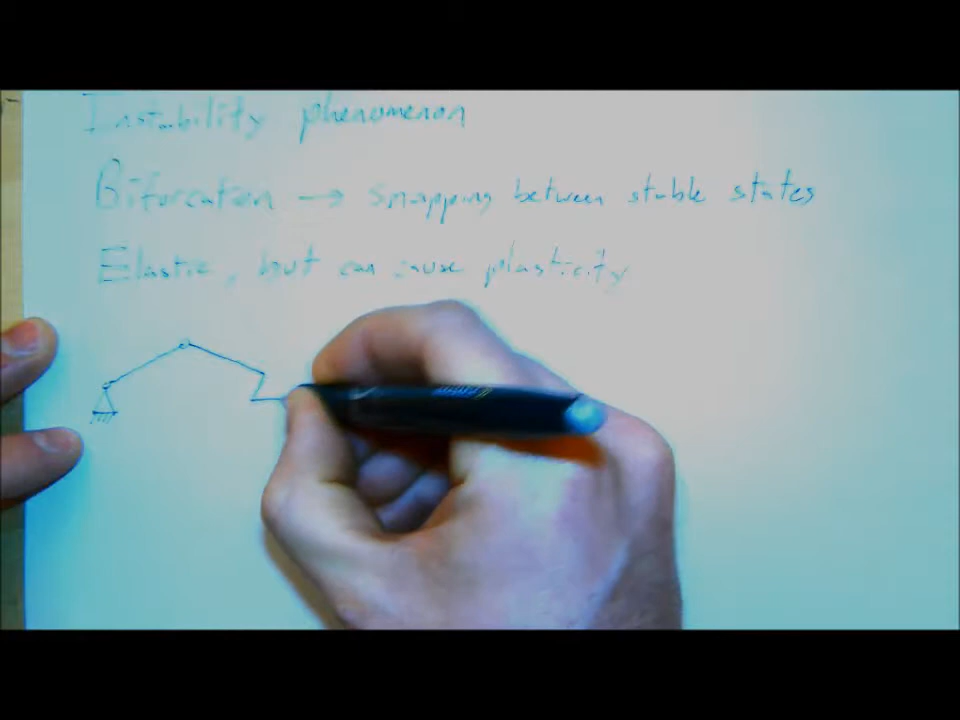 Instability phenomenon
Bifurcation → snapping between stable states
Elastic, but can cause plasticity